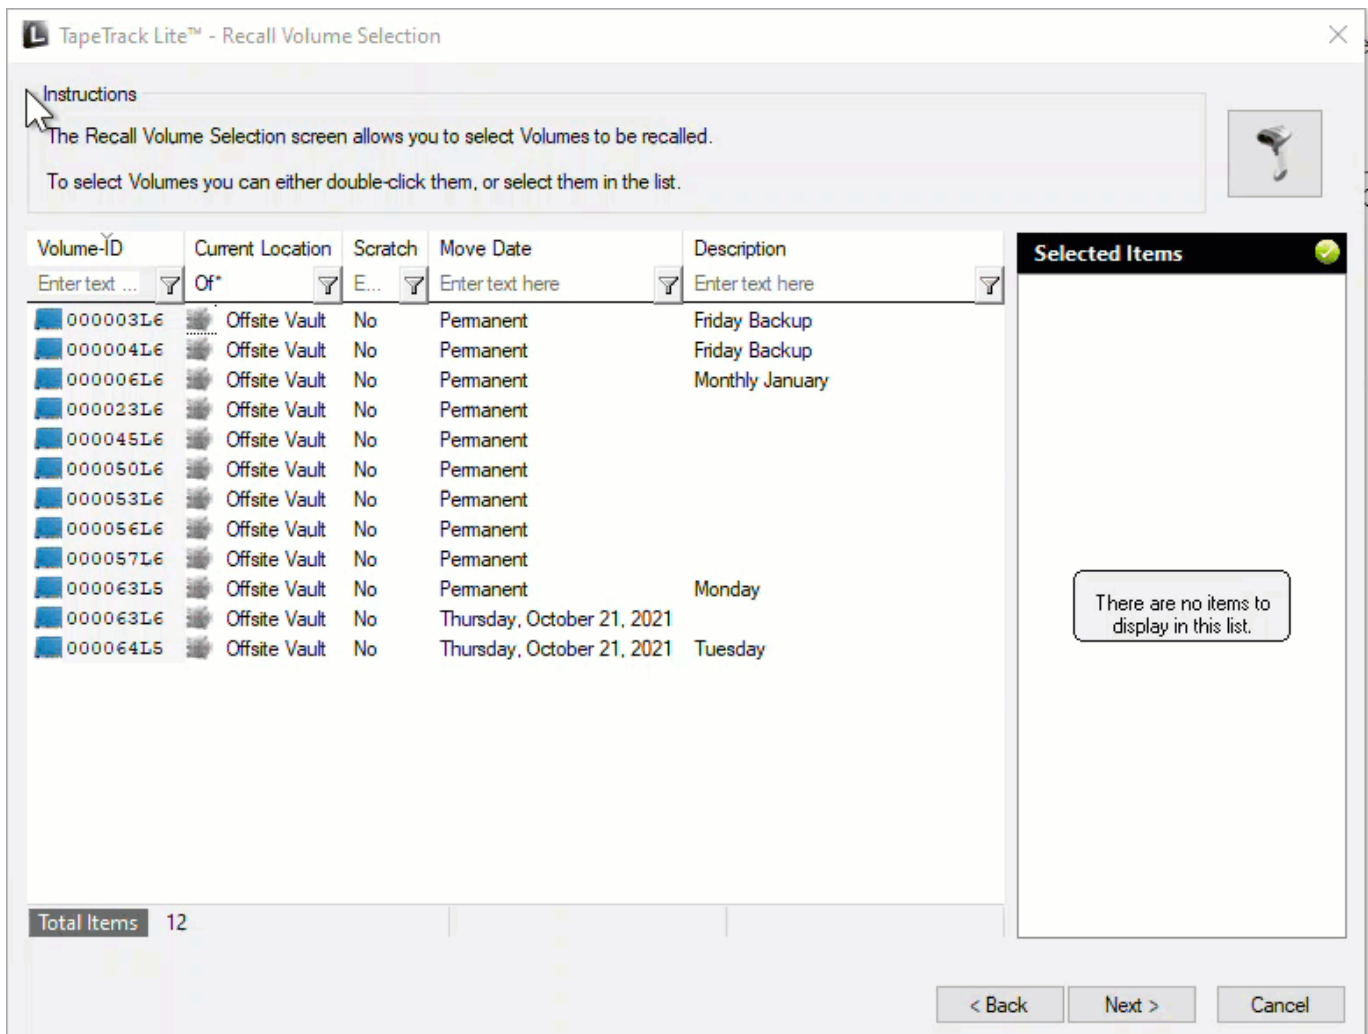 TapeTrack Lite™ - Recall Volume Selection
Instructions
The Recall Volume Selection screen allows you to select Volumes to be recalled.
To select Volumes you can either double-click them, or select them in the list.
Volume-ID Current Location Scratch Move Date Description
Enter text ... Of* E... Enter text here Enter text here
000003L6 Offsite Vault No Permanent Friday Backup
000004L6 Offsite Vault No Permanent Friday Backup
000006L6 Offsite Vault No Permanent Monthly January
000023L6 Offsite Vault No Permanent
000045L6 Offsite Vault No Permanent
000050L6 Offsite Vault No Permanent
000053L6 Offsite Vault No Permanent
000056L6 Offsite Vault No Permanent
000057L6 Offsite Vault No Permanent
000063L5 Offsite Vault No Permanent Monday
000063L6 Offsite Vault No Thursday, October 21, 2021
000064L5 Offsite Vault No Thursday, October 21, 2021 Tuesday
Total Items 12
Selected Items
There are no items to
display in this list.
< Back Next > Cancel